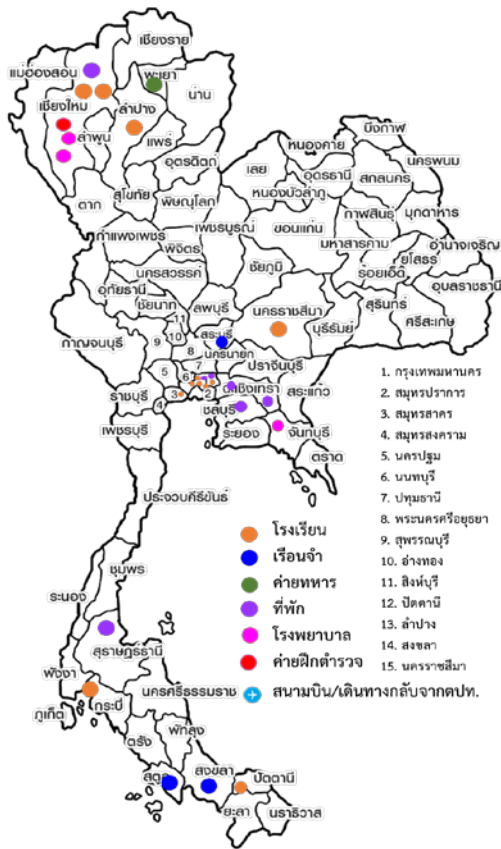 เชียงราย
แม่ฮ่องสอน
พะเยา
น่าน
เชียงใหม่
ลำปาง
ลำพูน
แพร่
บึงกาฬ
หนองคาย
อุตรดิตถ์
เลย
นครพนม
อุดรธานี
สกลนคร
ตาก
สุโขทัย
พิษณุโลก
หนองบัวลำภู
กาฬสินธุ์
มุกดาหาร
เพชรบูรณ์
ขอนแก่น
กำแพงเพชร
พิจิตร
มหาสารคาม
อำนาจเจริญ
ยโสธร
ชัยภูมิ
ร้อยเอ็ด
นครสวรรค์
อุบลราชธานี
อุทัยธานี
ชัยนาท
ลพบุรี
นครราชสีมา
สุรินทร์
ศรีสะเกษ
บุรีรัมย์
11
10
สระบุรี
กาญจนบุรี
9
8
นครนายก
7
ปราจีนบุรี
5
6
1
ฉะเชิงเทรา
สระแก้ว
ราชบุรี
3
2
4
ชลบุรี
เพชรบุรี
ระยอง
จันทบุรี
ตราด
ประจวบคีรีขันธ์
ชุมพร
ระนอง
สุราษฎร์ธานี
พังงา
นครศรีธรรมราช
ภูเก็ต
กระบี่
ตรัง
พัทลุง
สตูล
สงขลา
ปัตตานี
ยะลา
นราธิวาส
1. กรุงเทพมหานคร
2. สมุทรปราการ
3. สมุทรสาคร
4. สมุทรสงคราม
5. นครปฐม
6. นนทบุรี
7. ปทุมธานี
8. พระนครศรีอยุธยา
9. สุพรรณบุรี
10. อ่างทอง
11. สิงห์บุรี
12. ปัตตานี
13. ลำปาง
14. สงขลา
15. นครราชสีมา
โรงเรียน
เรือนจำ
ค่ายทหาร
ที่พัก
โรงพยาบาล
ค่ายฝึกตำรวจ
สนามบิน/เดินทางกลับจากตปท.